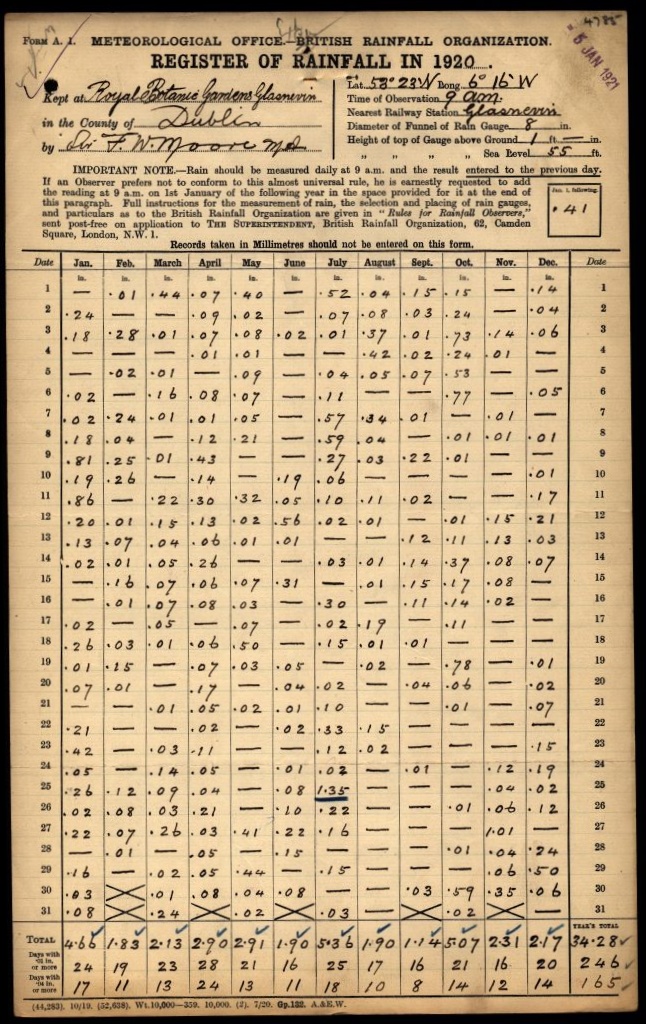 4785
FORM A. 1. METEOROLOGICAL OFFICE.—BRITISH RAINFALL ORGANIZATION.
5 JAN 1921
REGISTER OF RAINFALL IN 1920.
Kept at Royal Botanic Gardens Glasnevin
in the County of Dublin
by Sir F. W. Moore
Lat. 53° 23 W Long. 6° 15 W
Time of Observation 9 am.
Nearest Railway Station Glasnevin
Diameter of Funnel of Rain Gauge 8 in.
Height of top of Gauge above Ground 1 ft. — in.
„ „ „ „ Sea Level 55 ft.
IMPORTANT NOTE.—Rain should be measured daily at 9 a.m. and the result entered to the previous day.
If an Observer prefers not to conform to this almost universal rule, he is earnestly requested to add
the reading at 9 a.m. on 1st January of the following year in the space provided for it at the end of
this paragraph. Full instructions for the measurement of rain, the selection and placing of rain gauges,
and particulars as to the British Rainfall Organization are given in "Rules for Rainfall Observers,"
sent post-free on application to THE SUPERINTENDENT, British Rainfall Organization, 62, Camden
Square, London, N.W. 1.
Jan. 1, following.
.41
Records taken in Millimetres should not be entered on this form.
Date Jan. Feb. March April May June July August Sept. Oct. Nov. Dec. Date
in. in. in. in. in. in. in. in. in. in. in. in.
1 — .01 .44 .07 .40 — .52 .04 .15 .15 — .14 1
2 .24 — — .09 .02 — .07 .08 .03 .24 — .04 2
3 .18 .28 .01 .07 .08 .02 .01 .37 .01 .73 .14 .06 3
4 — — — .01 .01 — — .42 .02 .24 .01 — 4
5 — .02 .01 — .09 — .04 .05 .07 .53 — — 5
6 .02 — .16 .08 .07 — .11 — — .77 — .05 6
7 .02 .24 .01 .01 .05 — .57 .34 .01 — .01 — 7
8 .18 .04 — .12 .21 — .59 .04 — .01 .01 .01 8
9 .81 .25 .01 .43 — — .27 .03 .22 .01 — — 9
10 .19 .26 — .14 — .19 .06 — — — — .01 10
11 .86 — .22 .30 .32 .05 .10 .11 .02 — — .17 11
12 .20 .01 .15 .13 .02 .56 .02 .01 — .01 .15 .21 12
13 .13 .07 .04 .06 .01 .01 — — .12 .11 .13 .03 13
14 .02 .01 .05 .26 — — .03 .01 .14 .37 .08 .07 14
15 — .16 .07 .06 .07 .31 — .01 .15 .17 .08 — 15
16 — .01 .07 .08 .03 — .30 — .11 .14 .02 — 16
17 .02 — .05 — .07 — .02 .19 — .11 — — 17
18 .26 .03 .01 .06 .50 — .15 .01 .01 — — — 18
19 .01 .15 — .07 .03 .05 — .02 — .78 — .01 19
20 .07 .01 — .17 — .04 .02 — .04 .06 — .02 20
21 — — .01 .05 .02 .01 .10 — — .01 — .07 21
22 .21 — — .02 — .02 .33 .15 — — — — 22
23 .42 — .03 .11 — — .12 .02 — — — .15 23
24 .05 — .14 .05 — .01 .02 — .01 — .12 .19 24
25 .26 .12 .09 .04 — .08 1.35 — — — .04 .02 25
26 .02 .08 .03 .21 — .10 .22 — — .01 .06 .12 26
27 .22 .07 .26 .03 .41 .22 .16 — — — 1.01 — 27
28 — .01 — .05 — .15 — — — .01 .04 .24 28
29 .16 — .02 .05 .44 — .15 — — — .06 .50 29
30 .03 .01 .08 .04 .08 — — .03 .59 .35 .06 30
31 .08 .24 .02 .03 — .02 — 31
YEAR'S TOTAL
TOTAL 4.66 1.83 2.13 2.90 2.91 1.90 5.36 1.90 1.14 5.07 2.31 2.17 34.28
Days with .01 in. or more 24 19 23 28 21 16 25 17 16 21 16 20 246
Days with .04 in. or more 17 11 13 24 13 11 18 10 8 14 12 14 165
(44,283). 10/19. (52,638). Wt.10,000—359. 10,000. (2). 7/20. Gp.132. A.&E.W.